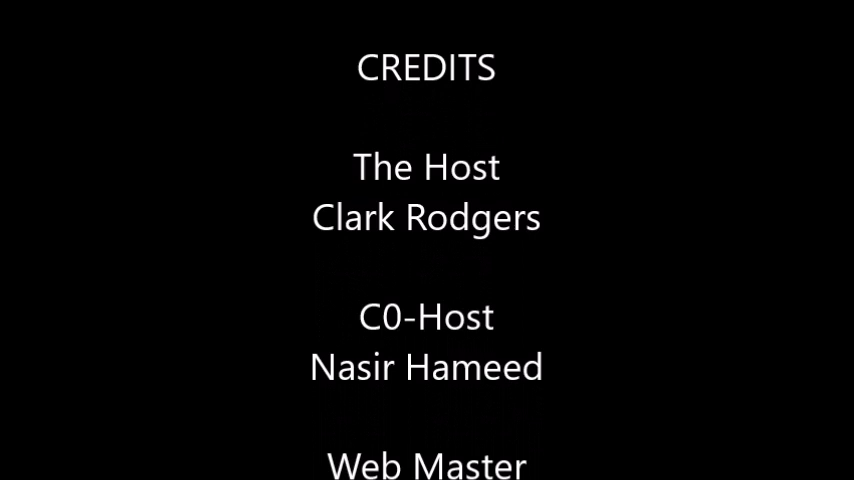 CREDITS
The Host
Clark Rodgers
C0-Host
Nasir Hameed
Web Master